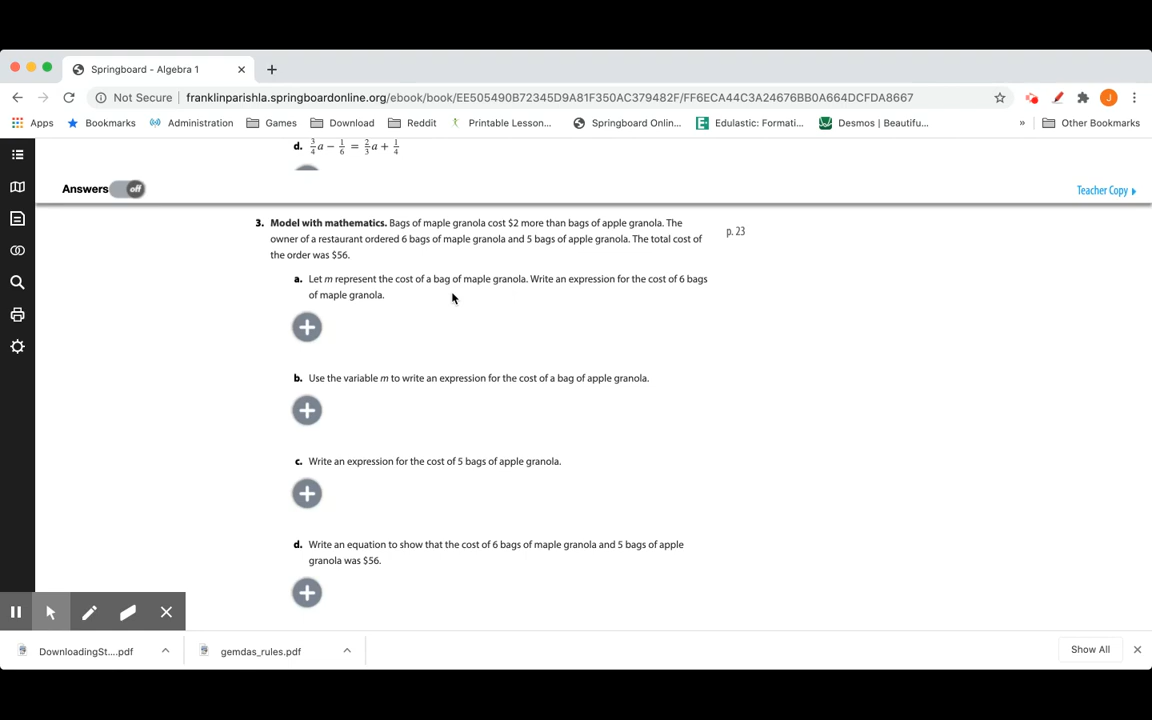 Springboard - Algebra 1
Not Secure
franklinparishla.springboardonline.org/ebook/book/EE505490B72345D9A81F350AC379482F/FF6ECA44C3A24676BB0A664DCFDA8667
J
Apps Bookmarks Administration Games Download Reddit Printable Lesson... Springboard Onlin... Edulastic: Formati... Desmos | Beautifu... » Other Bookmarks
d. 3/4 a − 1/6 = 2/3 a + 1/4
Answers off
Teacher Copy
3. Model with mathematics. Bags of maple granola cost $2 more than bags of apple granola. The
owner of a restaurant ordered 6 bags of maple granola and 5 bags of apple granola. The total cost of
the order was $56.
p. 23
a. Let m represent the cost of a bag of maple granola. Write an expression for the cost of 6 bags
of maple granola.
b. Use the variable m to write an expression for the cost of a bag of apple granola.
c. Write an expression for the cost of 5 bags of apple granola.
d. Write an equation to show that the cost of 6 bags of maple granola and 5 bags of apple
granola was $56.
DownloadingSt....pdf
gemdas_rules.pdf
Show All